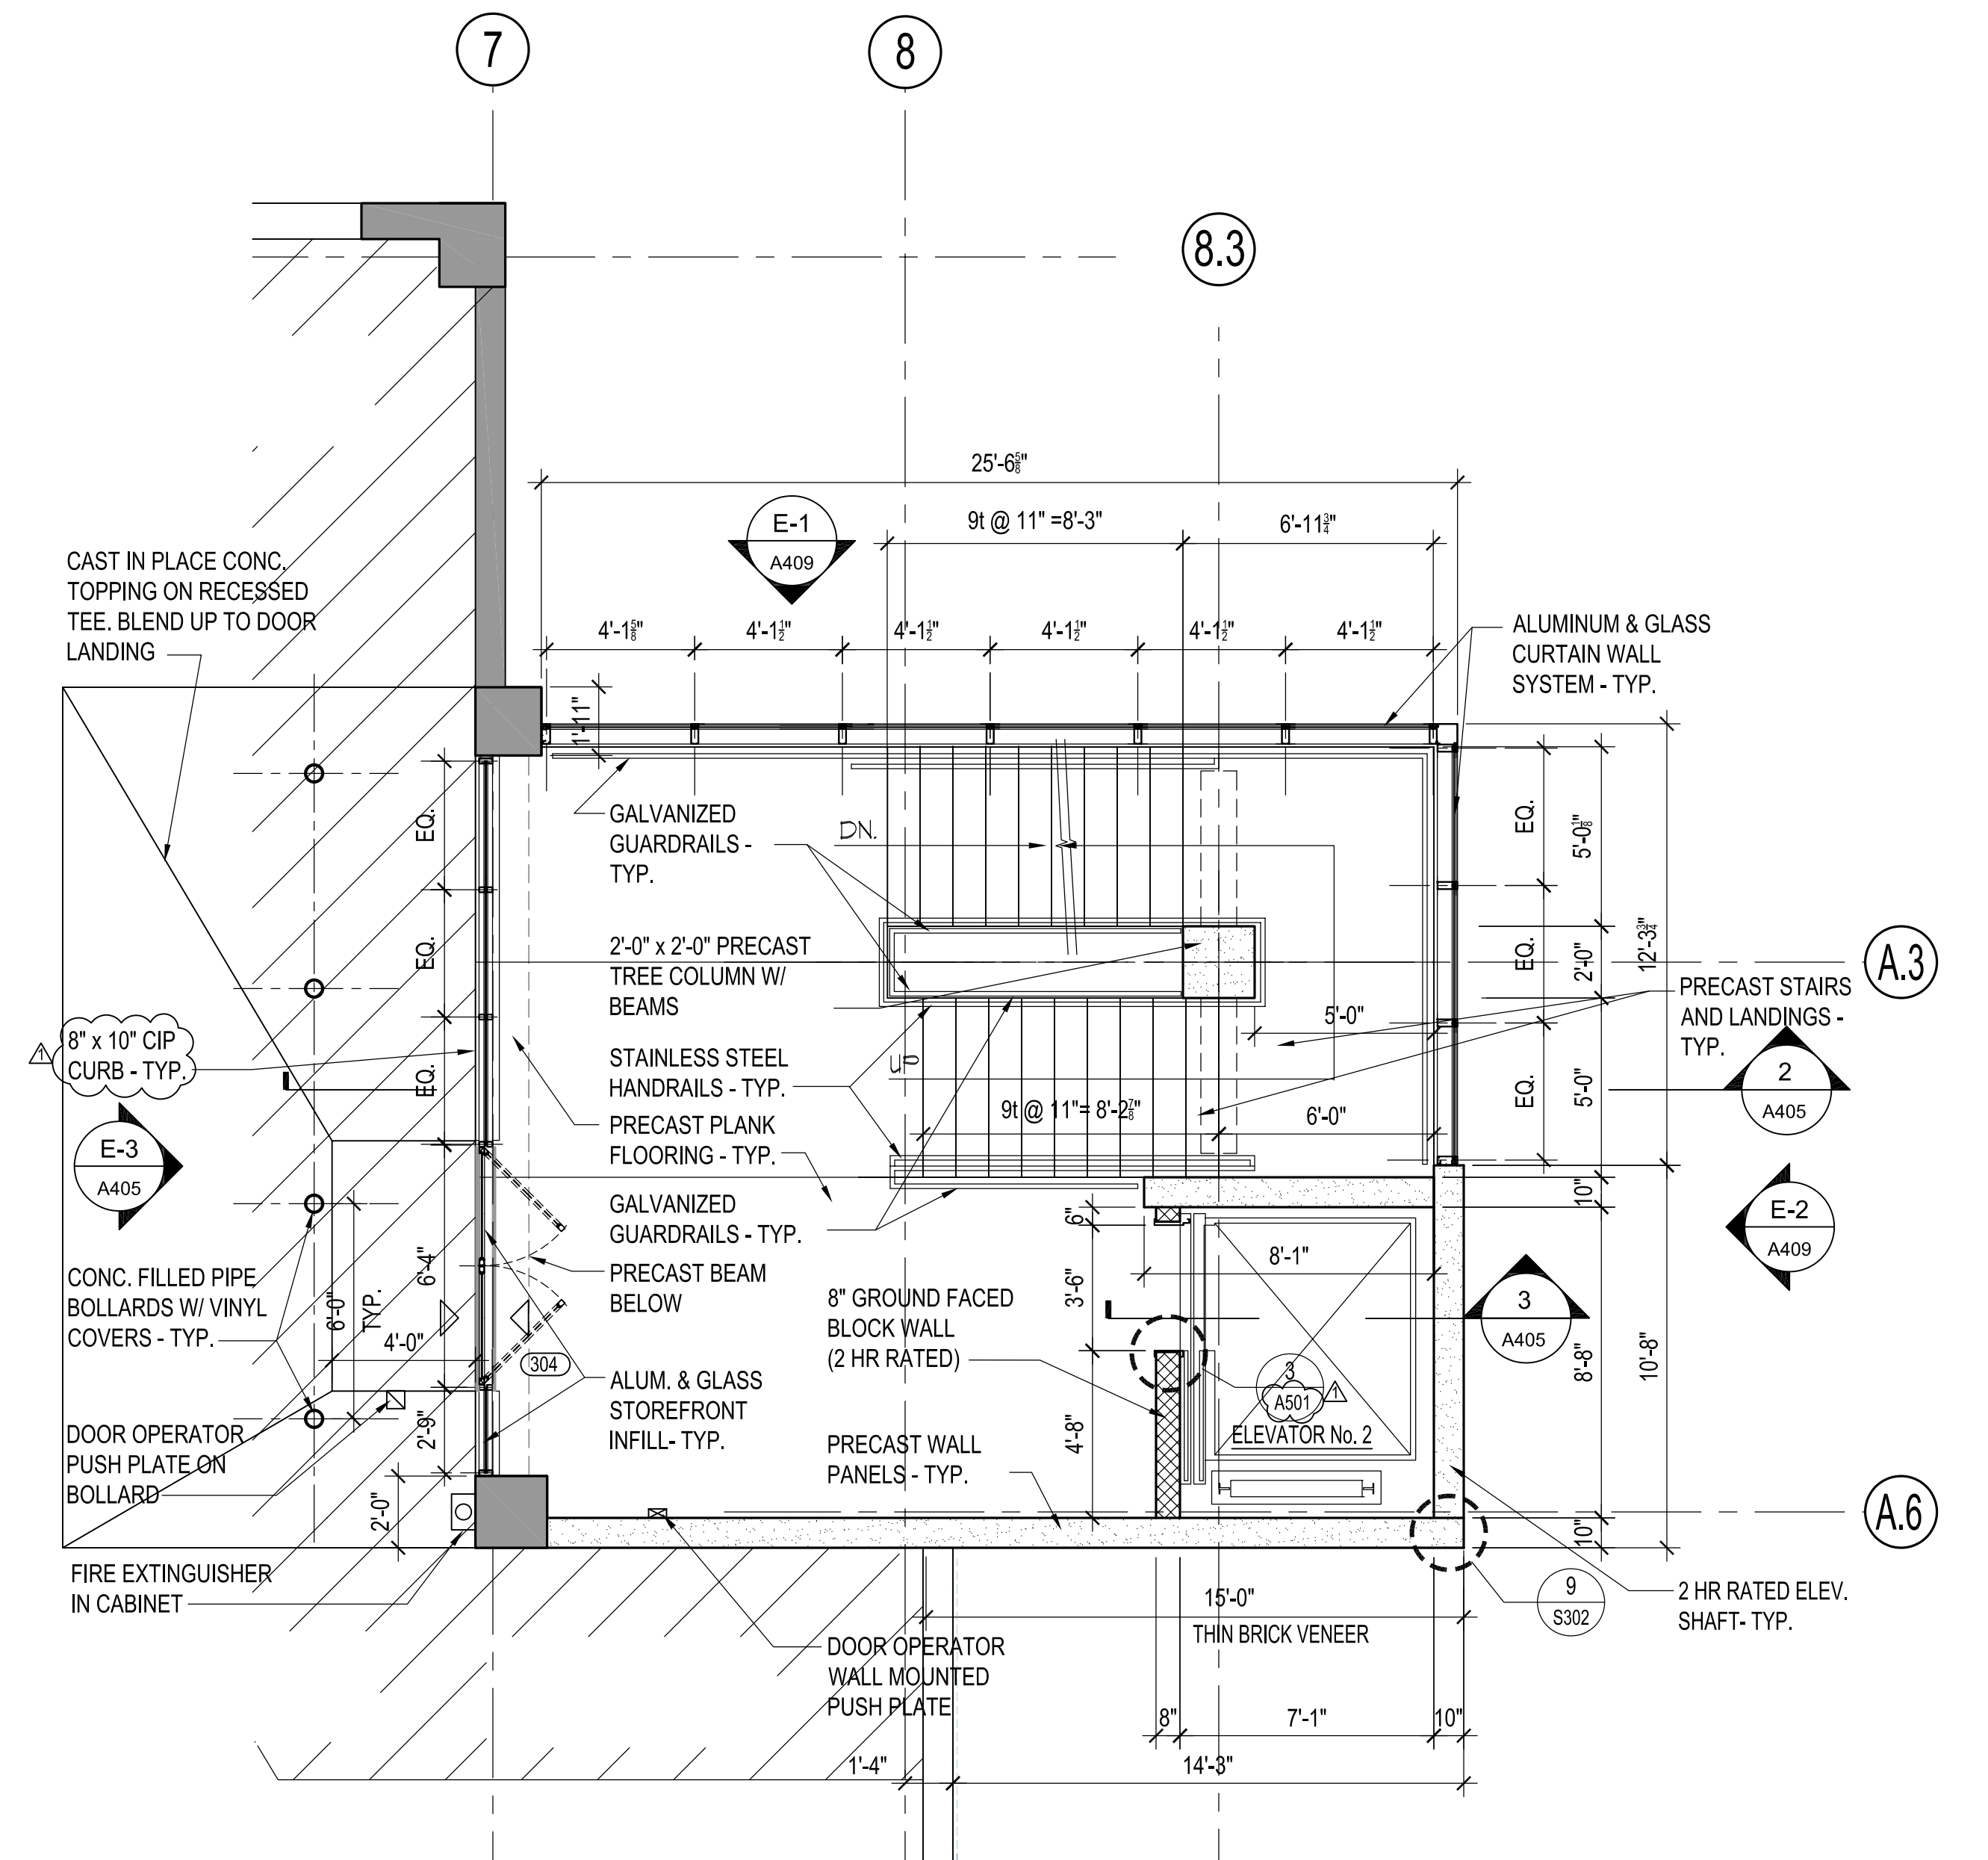 7
8
8.3
25'-6⅝"
E-1
A409
9t @ 11" =8'-3"
6'-11¾"
CAST IN PLACE CONC.
TOPPING ON RECESSED
TEE. BLEND UP TO DOOR
LANDING
4'-1⅝"
4'-1½"
4'-1½"
4'-1½"
4'-1½"
4'-1½"
ALUMINUM & GLASS
CURTAIN WALL
SYSTEM - TYP.
1'-11"
EQ.
EQ.
EQ.
GALVANIZED
GUARDRAILS -
TYP.
DN.
EQ.
EQ.
EQ.
5'-0⅛"
2'-0"
5'-0"
12'-3¾"
A.3
2'-0" x 2'-0" PRECAST
TREE COLUMN W/
BEAMS
5'-0"
PRECAST STAIRS
AND LANDINGS -
TYP.
1
8" x 10" CIP
CURB - TYP.
STAINLESS STEEL
HANDRAILS - TYP.
UP
2
A405
9t @ 11"= 8'-2⅞"
6'-0"
PRECAST PLANK
FLOORING - TYP.
E-3
A405
GALVANIZED
GUARDRAILS - TYP.
10"
6"
E-2
A409
PRECAST BEAM
BELOW
8'-1"
CONC. FILLED PIPE
BOLLARDS W/ VINYL
COVERS - TYP.
6'-0"
TYP.
6'-4"
4'-0"
304
3'-6"
8" GROUND FACED
BLOCK WALL
(2 HR RATED)
3
A405
8'-8"
10'-8"
3
A501
1
ELEVATOR No. 2
ALUM. & GLASS
STOREFRONT
INFILL- TYP.
DOOR OPERATOR
PUSH PLATE ON
BOLLARD
2'-9"
4'-8"
PRECAST WALL
PANELS - TYP.
2'-0"
A.6
10"
FIRE EXTINGUISHER
IN CABINET
15'-0"
THIN BRICK VENEER
9
S302
2 HR RATED ELEV.
SHAFT- TYP.
DOOR OPERATOR
WALL MOUNTED
PUSH PLATE
8"
7'-1"
10"
1'-4"
14'-3"